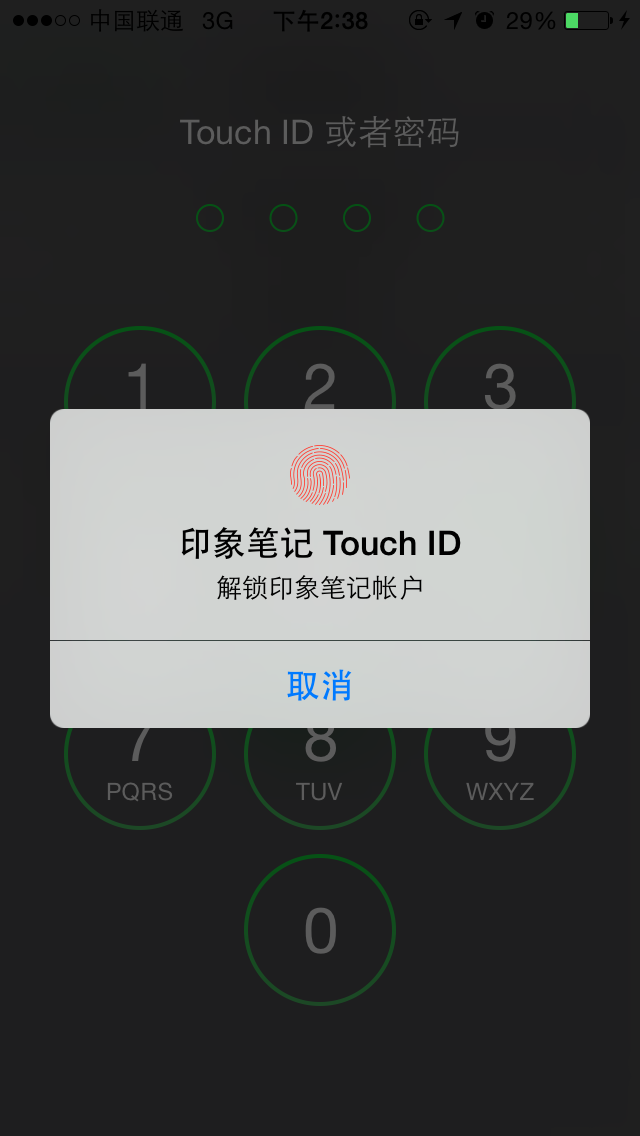 中国联通 3G 下午2:38 29%
Touch ID 或者密码
1 2 3
印象笔记 Touch ID
解锁印象笔记帐户
取消
7 8 9
PQRS TUV WXYZ
0